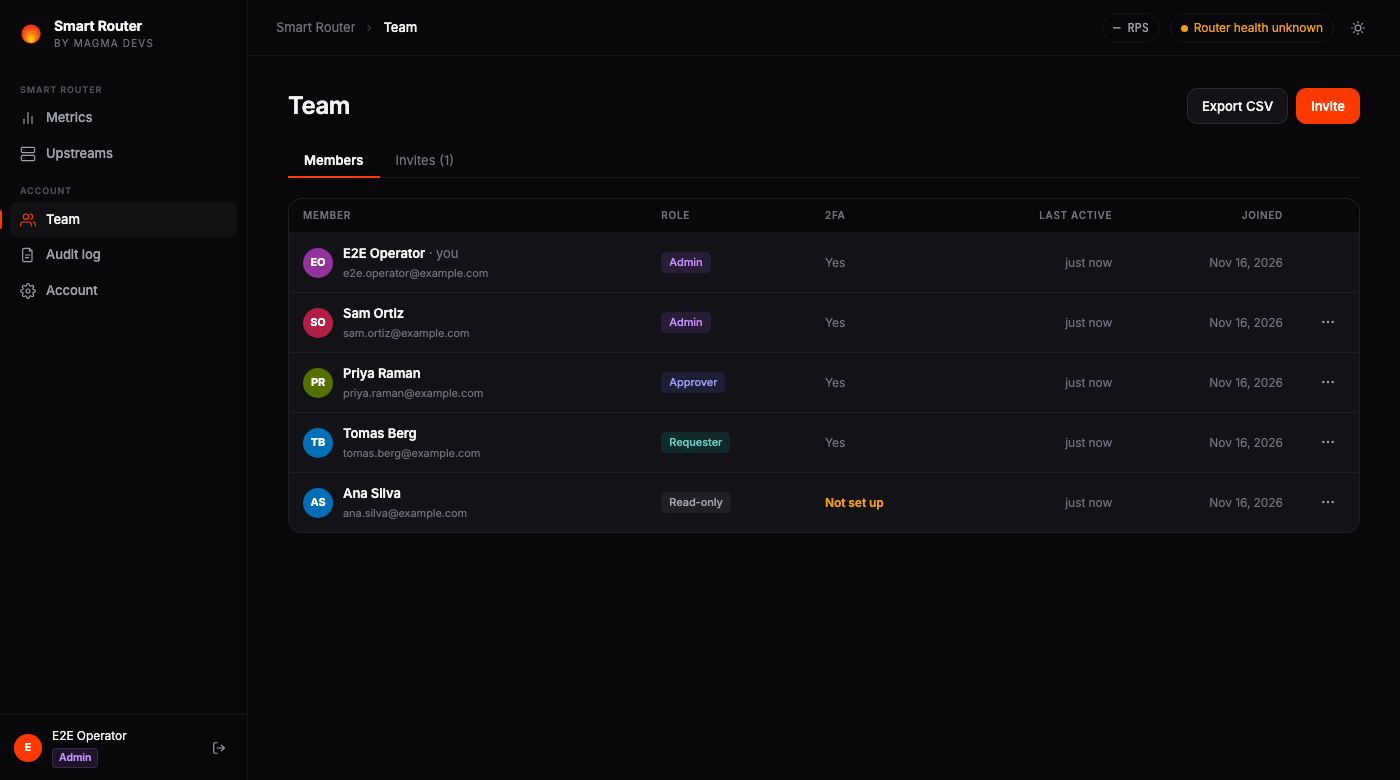 Smart Router
BY MAGMA DEVS
SMART ROUTER
Metrics
Upstreams
ACCOUNT
Team
Audit log
Account
E
E2E Operator
Admin
Smart Router › Team
— RPS
Router health unknown
Team
Export CSV
Invite
Members
Invites (1)
MEMBER ROLE 2FA LAST ACTIVE JOINED
EO E2E Operator · you Admin Yes just now Nov 16, 2026
e2e.operator@example.com
SO Sam Ortiz Admin Yes just now Nov 16, 2026
sam.ortiz@example.com
PR Priya Raman Approver Yes just now Nov 16, 2026
priya.raman@example.com
TB Tomas Berg Requester Yes just now Nov 16, 2026
tomas.berg@example.com
AS Ana Silva Read-only Not set up just now Nov 16, 2026
ana.silva@example.com